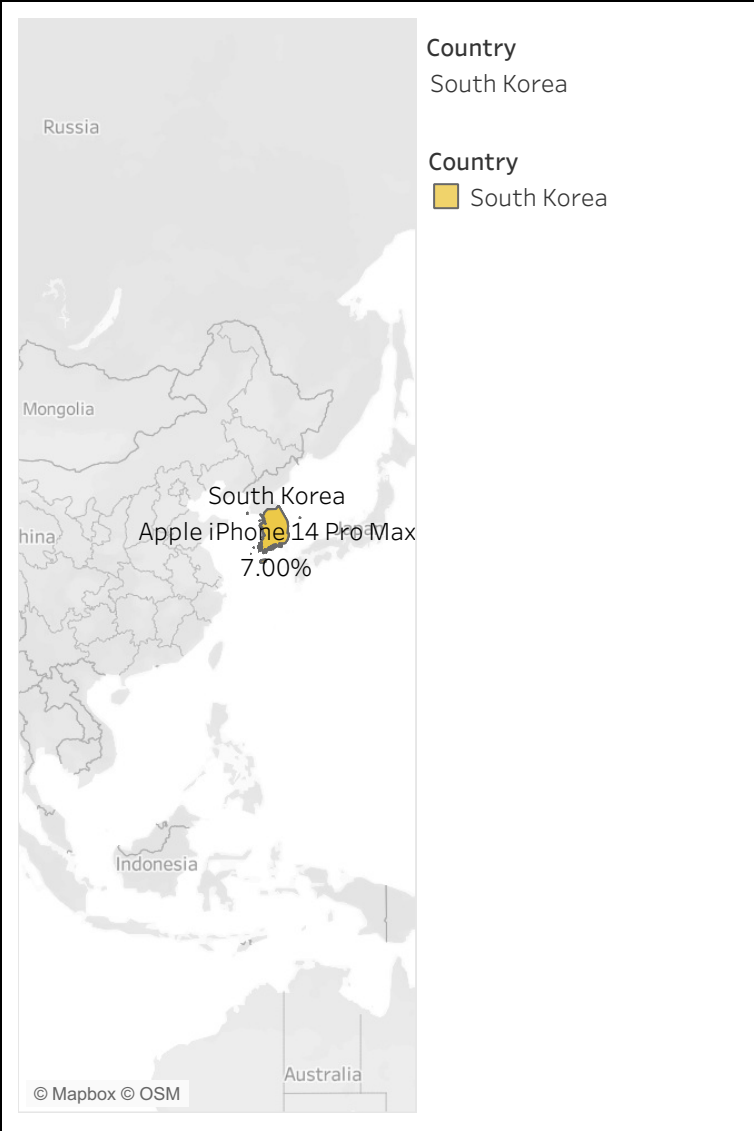 Country
South Korea
Country
South Korea
Russia
Mongolia
South Korea
hina
Apple iPhone 14 Pro Max
Japan
7.00%
Indonesia
Australia
© Mapbox © OSM